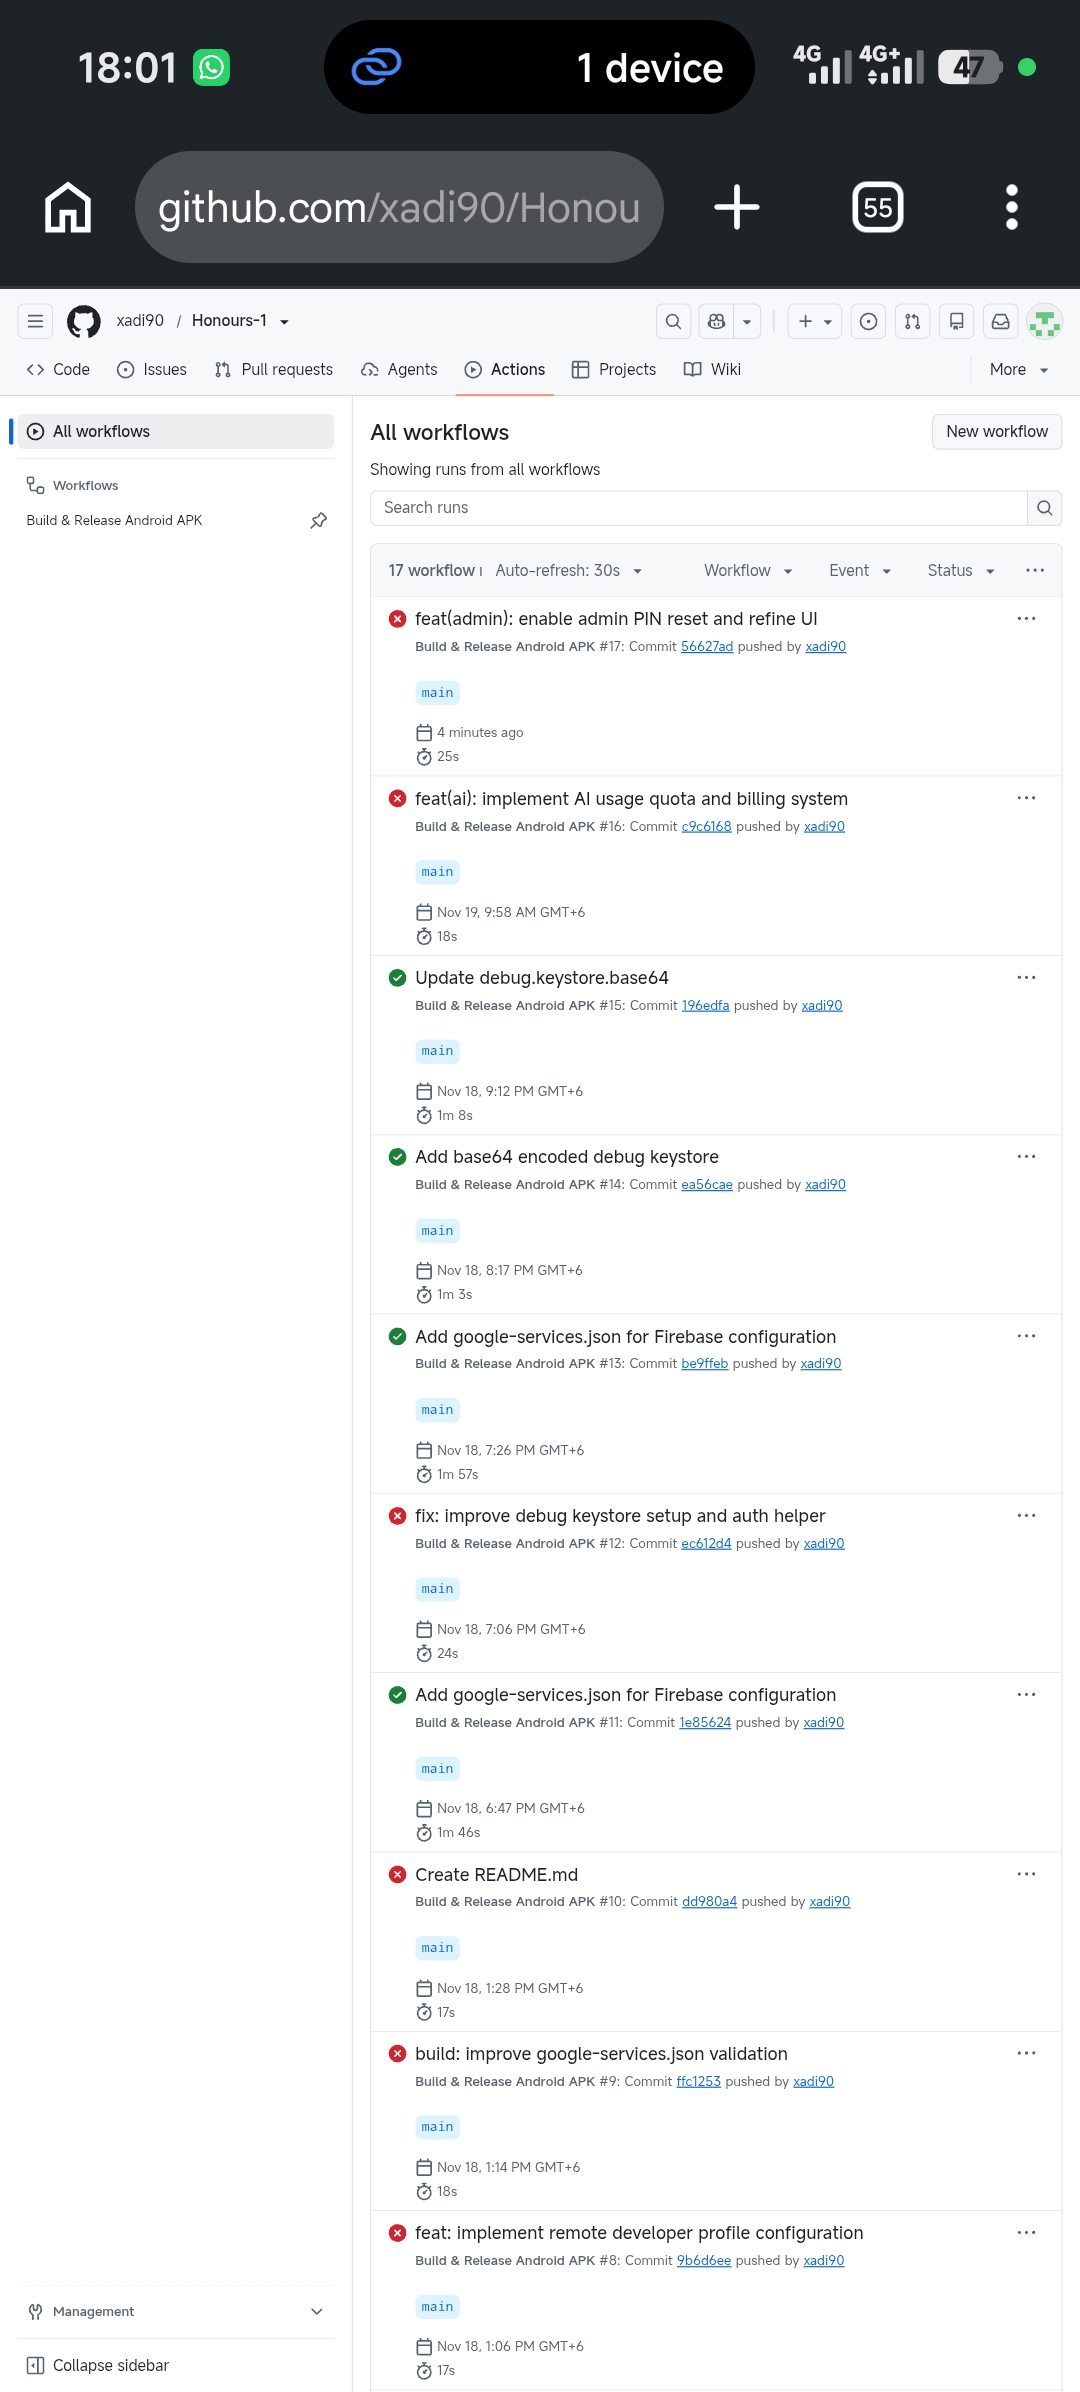 18:01
1 device
4G
4G+
47
github.com/xadi90/Honou
55
xadi90 / Honours-1
Code
Issues
Pull requests
Agents
Actions
Projects
Wiki
More
All workflows
Workflows
Build & Release Android APK
All workflows
New workflow
Showing runs from all workflows
Search runs
17 workflow
Auto-refresh: 30s
Workflow
Event
Status
feat(admin): enable admin PIN reset and refine UI
Build & Release Android APK #17: Commit 56627ad pushed by xadi90
main
4 minutes ago
25s
feat(ai): implement AI usage quota and billing system
Build & Release Android APK #16: Commit c9c6168 pushed by xadi90
main
Nov 19, 9:58 AM GMT+6
18s
Update debug.keystore.base64
Build & Release Android APK #15: Commit 196edfa pushed by xadi90
main
Nov 18, 9:12 PM GMT+6
1m 8s
Add base64 encoded debug keystore
Build & Release Android APK #14: Commit ea56cae pushed by xadi90
main
Nov 18, 8:17 PM GMT+6
1m 3s
Add google-services.json for Firebase configuration
Build & Release Android APK #13: Commit be9ffeb pushed by xadi90
main
Nov 18, 7:26 PM GMT+6
1m 57s
fix: improve debug keystore setup and auth helper
Build & Release Android APK #12: Commit ec612d4 pushed by xadi90
main
Nov 18, 7:06 PM GMT+6
24s
Add google-services.json for Firebase configuration
Build & Release Android APK #11: Commit 1e85624 pushed by xadi90
main
Nov 18, 6:47 PM GMT+6
1m 46s
Create README.md
Build & Release Android APK #10: Commit dd980a4 pushed by xadi90
main
Nov 18, 1:28 PM GMT+6
17s
build: improve google-services.json validation
Build & Release Android APK #9: Commit ffc1253 pushed by xadi90
main
Nov 18, 1:14 PM GMT+6
18s
feat: implement remote developer profile configuration
Build & Release Android APK #8: Commit 9b6d6ee pushed by xadi90
main
Nov 18, 1:06 PM GMT+6
17s
Management
Collapse sidebar